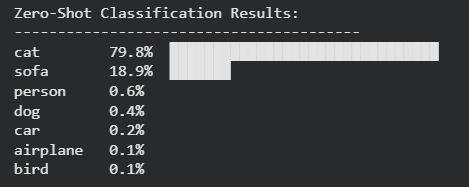 Zero-Shot Classification Results:
----------------------------------------
cat 79.8%
sofa 18.9%
person 0.6%
dog 0.4%
car 0.2%
airplane 0.1%
bird 0.1%